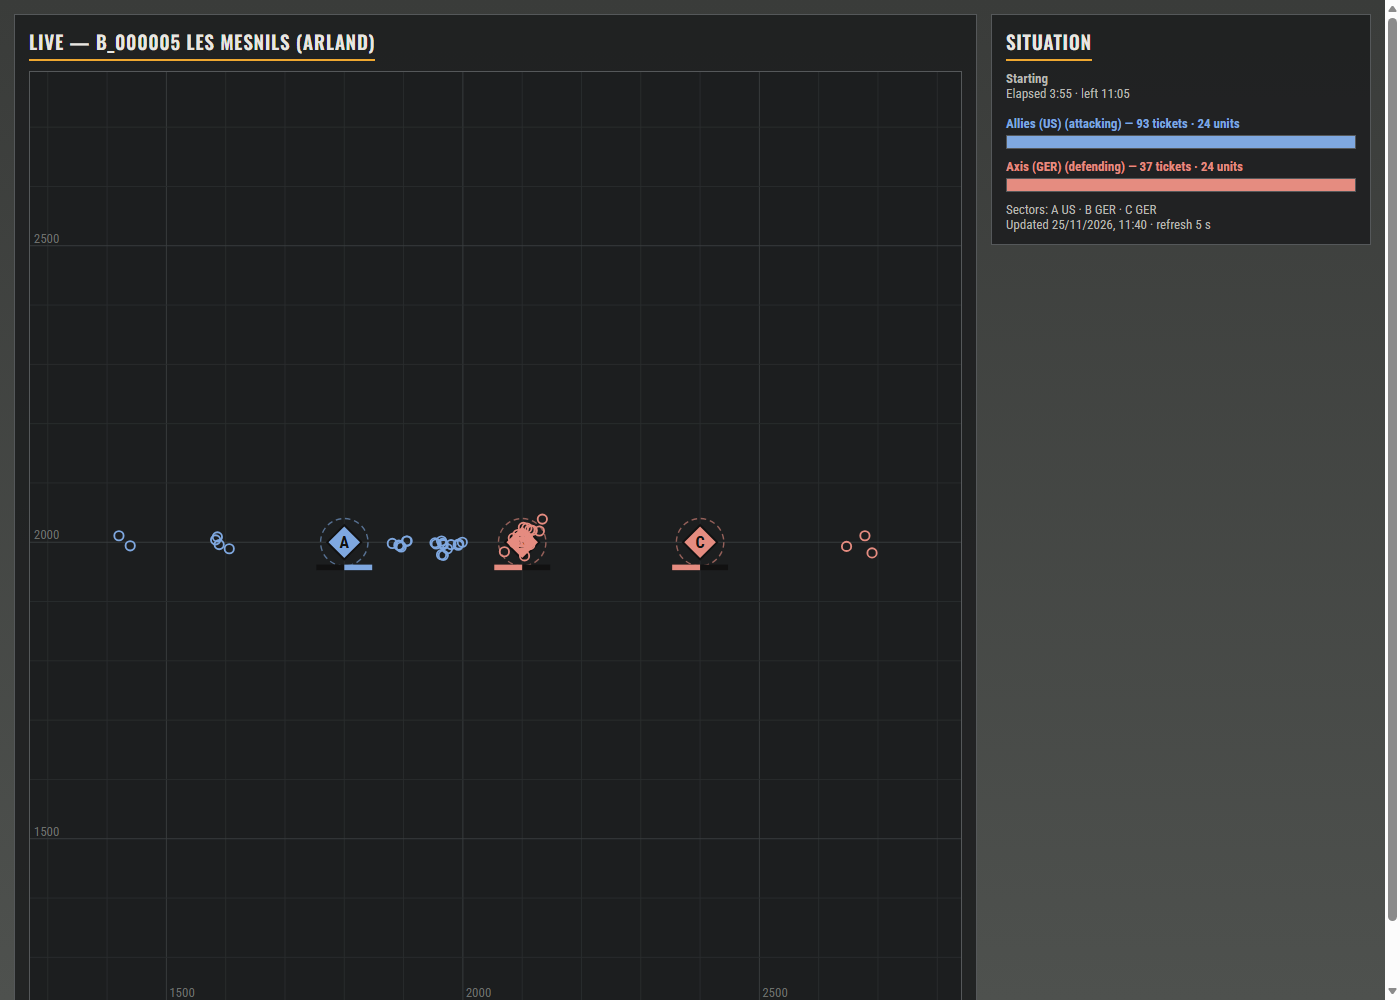 LIVE — B_000005 LES MESNILS (ARLAND)
2500
2000
1500
A
C
1500
2000
2500
SITUATION
Starting
Elapsed 3:55 · left 11:05
Allies (US) (attacking) — 93 tickets · 24 units
Axis (GER) (defending) — 37 tickets · 24 units
Sectors: A US · B GER · C GER
Updated 25/11/2026, 11:40 · refresh 5 s